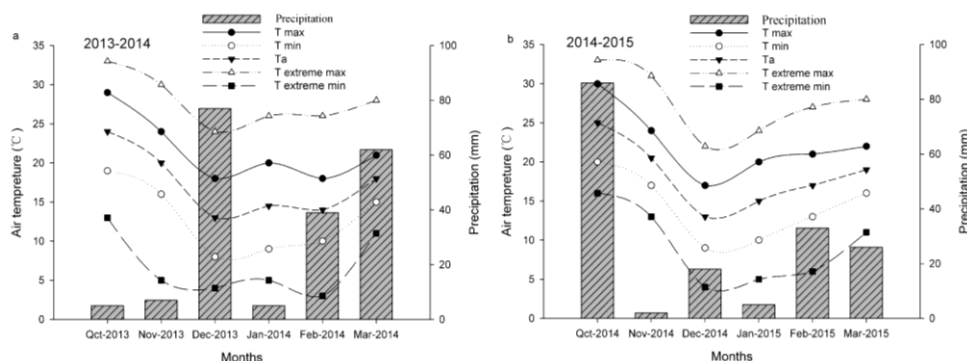 a
2013-2014
Precipitation
T max
T min
Ta
T extreme max
T extreme min
Air tempreture (℃)
35
30
25
20
15
10
5
0
100
80
60
40
20
0
Precipitation (mm)
Qct-2013 Nov-2013 Dec-2013 Jan-2014 Feb-2014 Mar-2014
Months
b
2014-2015
Precipitation
T max
T min
Ta
T extreme max
T extreme min
Air tempreture (℃)
35
30
25
20
15
10
5
0
100
80
60
40
20
0
Precipitation (mm)
Qct-2014 Nov-2014 Dec-2014 Jan-2015 Feb-2015 Mar-2015
Months